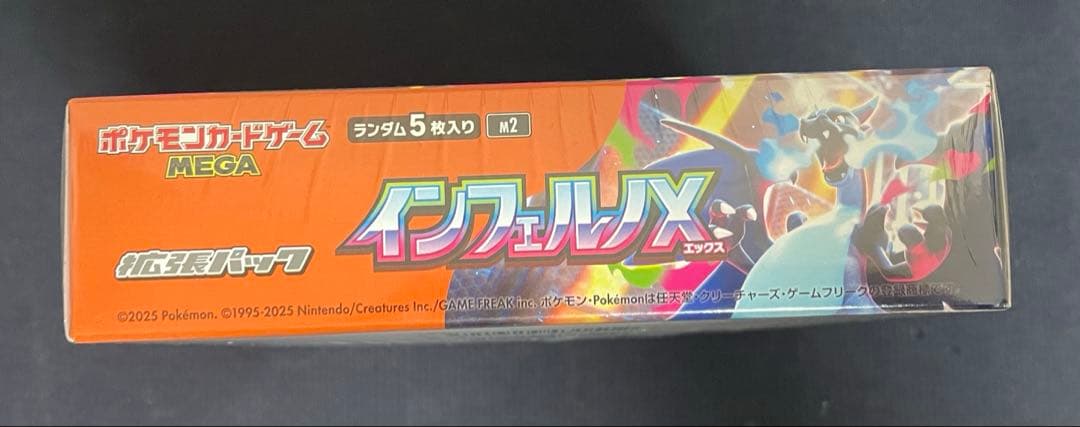 ポケモンカードゲーム
MEGA
ランダム5枚入り
M2
インフェルノX
エックス
拡張パック
©2025 Pokémon. ©1995-2025 Nintendo/Creatures Inc./GAME FREAK inc. ポケモン・Pokémonは任天堂・クリーチャーズ・ゲームフリークの登録商標です。